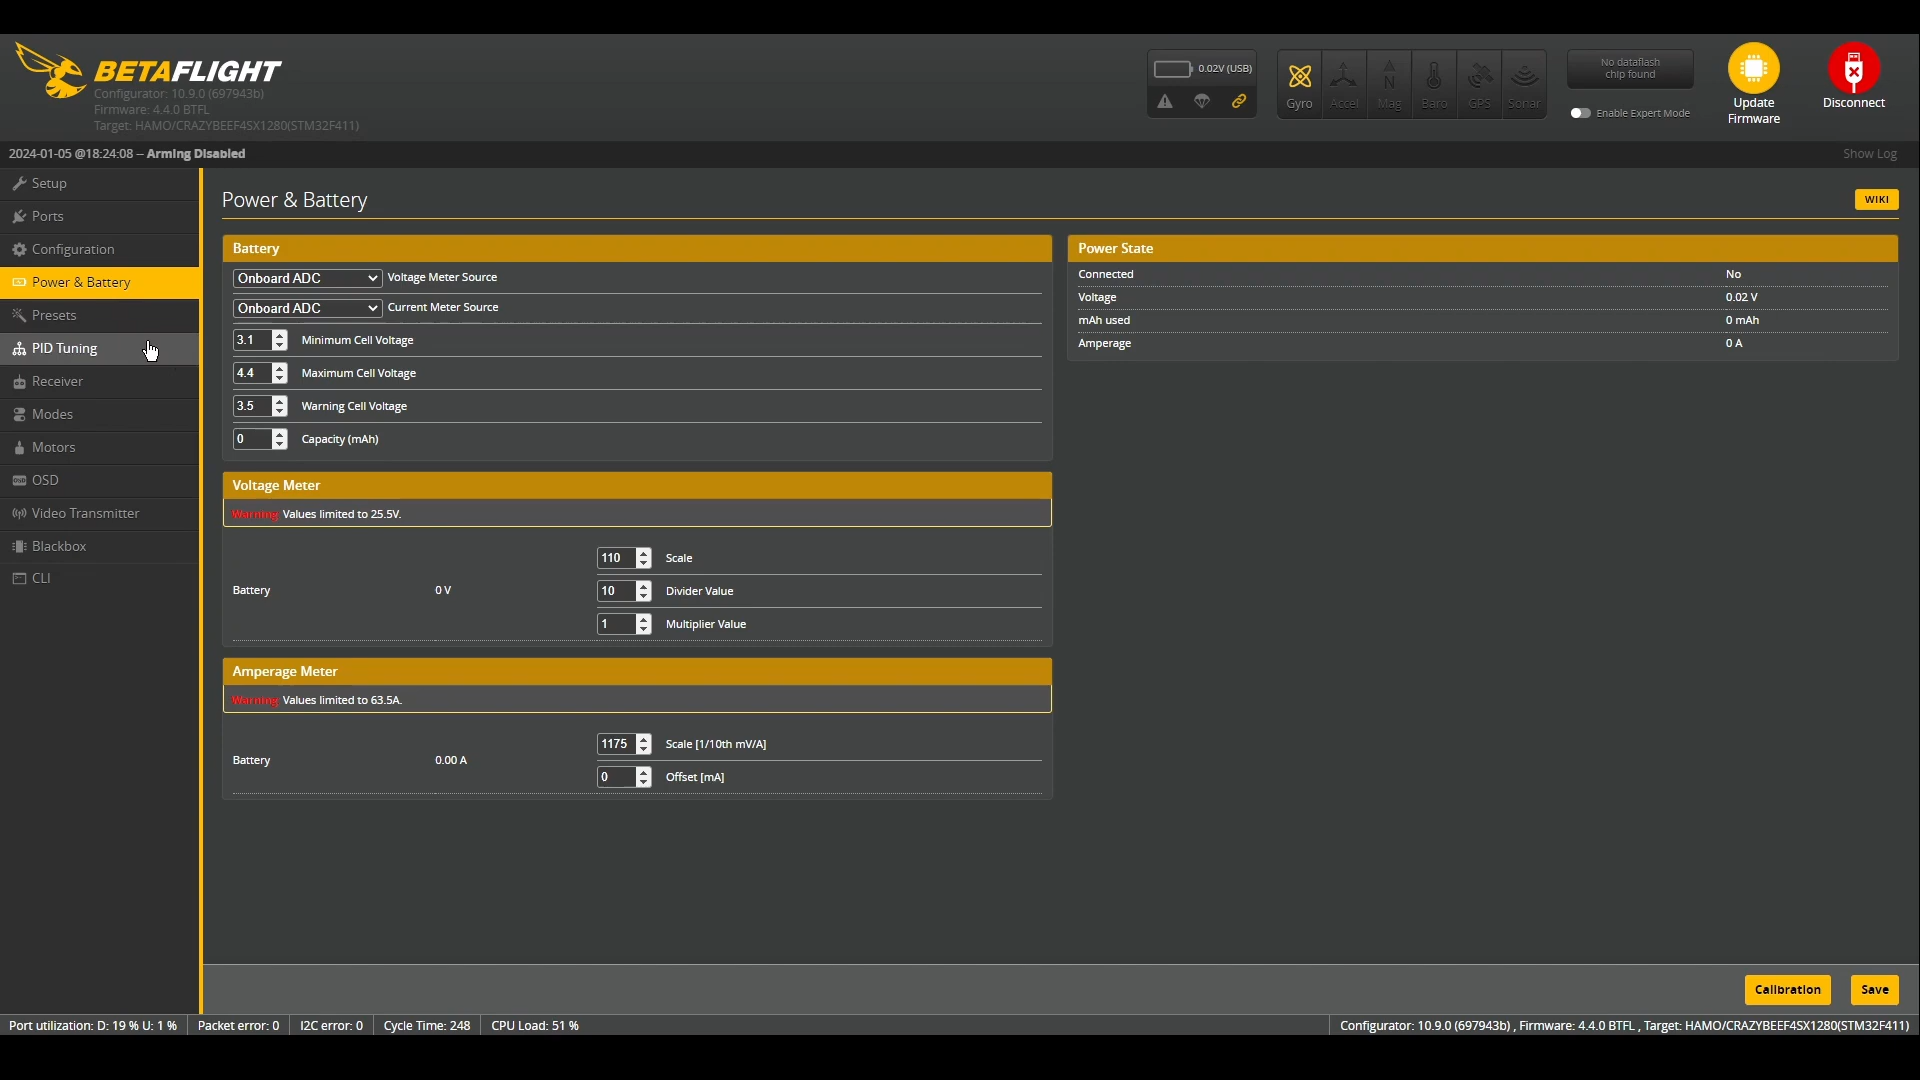 BETAFLIGHT
Configurator: 10.9.0 (697943b)
Firmware: 4.4.0 BTFL
Target: HAMO/CRAZYBEEF4SX1280(STM32F411)
0.02V (USB)
Gyro
Accel
Mag
Baro
GPS
Sonar
No dataflash
chip found
Enable Expert Mode
Update
Firmware
Disconnect
2024-01-05 @18:24:08 -- Arming Disabled
Show Log
Setup
Ports
Configuration
Power & Battery
Presets
PID Tuning
Receiver
Modes
Motors
OSD
Video Transmitter
Blackbox
CLI
Power & Battery
WIKI
Battery
Onboard ADC Voltage Meter Source
Onboard ADC Current Meter Source
3.1 Minimum Cell Voltage
4.4 Maximum Cell Voltage
3.5 Warning Cell Voltage
0 Capacity (mAh)
Power State
Connected No
Voltage 0.02 V
mAh used 0 mAh
Amperage 0 A
Voltage Meter
Warning: Values limited to 25.5V.
110 Scale
Battery 0 V 10 Divider Value
1 Multiplier Value
Amperage Meter
Warning: Values limited to 63.5A.
1175 Scale [1/10th mV/A]
Battery 0.00 A
0 Offset [mA]
Calibration
Save
Port utilization: D: 19 % U: 1 % Packet error: 0 I2C error: 0 Cycle Time: 248 CPU Load: 51 % Configurator: 10.9.0 (697943b) , Firmware: 4.4.0 BTFL , Target: HAMO/CRAZYBEEF4SX1280(STM32F411)